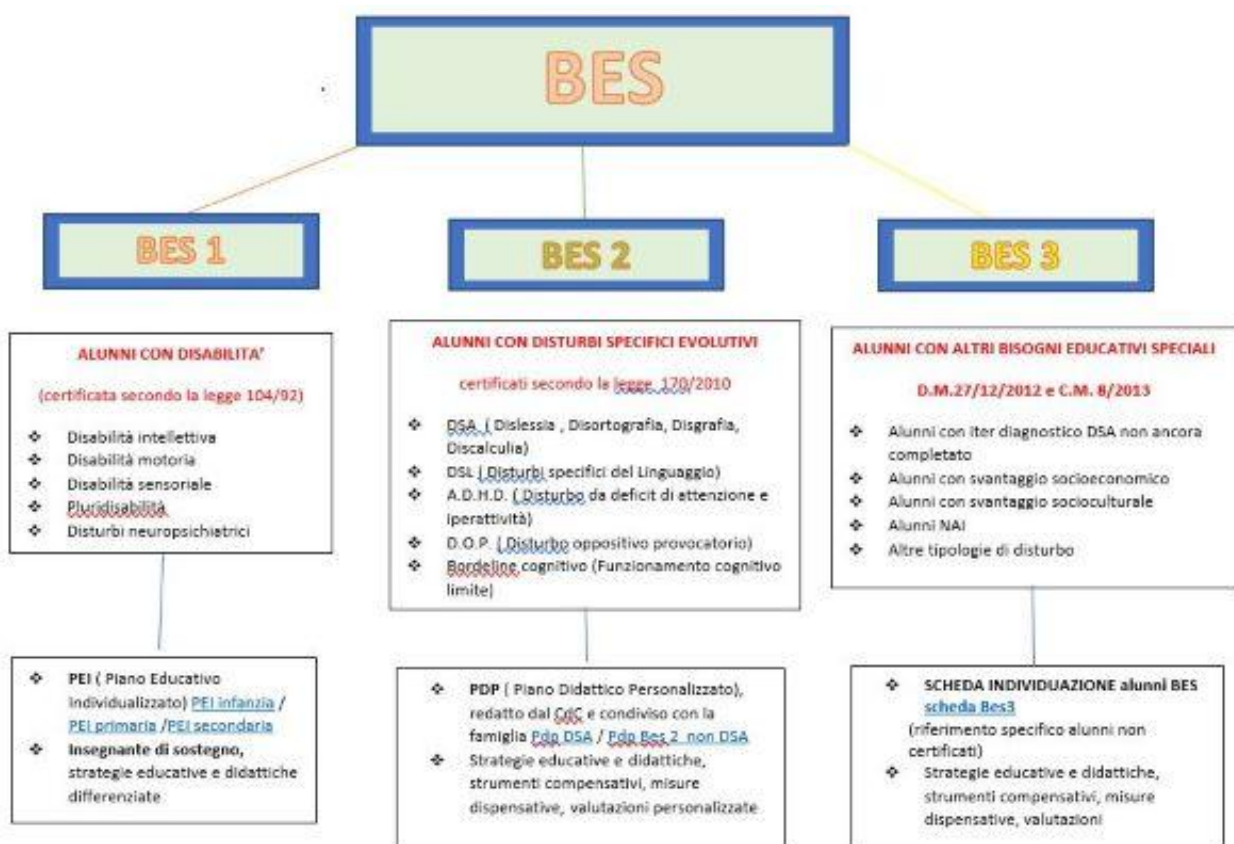 BES
BES 1
BES 2
BES 3
ALUNNI CON DISABILITA'
(certificata secondo la legge 104/92)
❖ Disabilità intellettiva
❖ Disabilità motoria
❖ Disabilità sensoriale
❖ Pluridisabilità
❖ Disturbi neuropsichiatrici
ALUNNI CON DISTURBI SPECIFICI EVOLUTIVI
certificati secondo la legge 170/2010
❖ DSA ( Dislessia , Disortografia, Disgrafia,
Discalculia)
❖ DSL ( Disturbi specifici del Linguaggio)
❖ A.D.H.D. ( Disturbo da deficit di attenzione e
iperattività)
❖ D.O.P. ( Disturbo oppositivo provocatorio)
❖ Bordeline cognitivo (Funzionamento cognitivo
limite)
ALUNNI CON ALTRI BISOGNI EDUCATIVI SPECIALI
D.M.27/12/2012 e C.M. 8/2013
❖ Alunni con iter diagnostico DSA non ancora
completato
❖ Alunni con svantaggio socioeconomico
❖ Alunni con svantaggio socioculturale
❖ Alunni NAI
❖ Altre tipologie di disturbo
❖ PEI ( Piano Educativo
Individualizzato) PEI infanzia /
PEI primaria /PEI secondaria
❖ Insegnante di sostegno,
strategie educative e didattiche
differenziate
❖ PDP ( Piano Didattico Personalizzato),
redatto dal CdC e condiviso con la
famiglia Pdp DSA / Pdp Bes 2 non DSA
❖ Strategie educative e didattiche,
strumenti compensativi, misure
dispensative, valutazioni personalizzate
❖ SCHEDA INDIVIDUAZIONE alunni BES
scheda Bes3
(riferimento specifico alunni non
certificati)
❖ Strategie educative e didattiche,
strumenti compensativi, misure
dispensative, valutazioni